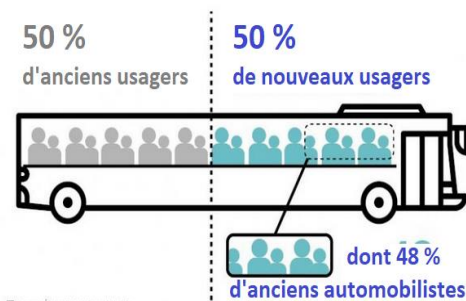 50 %
d'anciens usagers
50 %
de nouveaux usagers
dont 48 %
d'anciens automobilistes